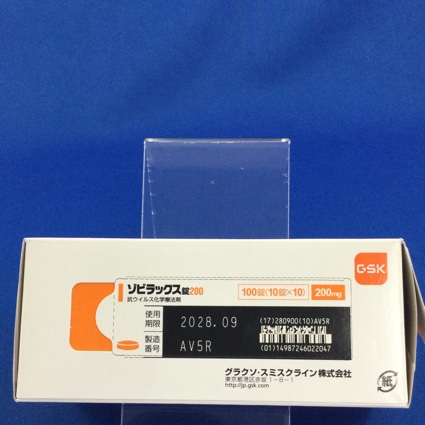 GSK
ゾビラックス錠200
抗ウイルス化学療法剤
100錠(10錠×10) 200mg
使用期限 2028.09
製造番号 AV5R
(17)280900(10)AV5R
(01)14987246022047
グラクソ・スミスクライン株式会社
東京都港区赤坂1-8-1
http://jp.gsk.com
紙